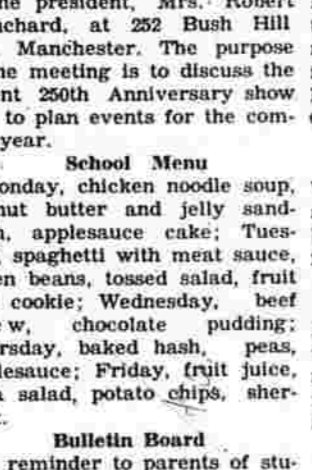 he president, Mrs. Robert
nchard, at 252 Bush Hill
Manchester. The purpose
he meeting is to discuss the
nt 250th Anniversary show
to plan events for the com-
year.
School Menu
onday, chicken noodle soup,
nut butter and jelly sand-
applesauce cake; Tues-
spaghetti with meat sauce,
en beans, tossed salad, fruit
cookie; Wednesday, beef
w, chocolate pudding;
rsday, baked hash, peas,
lesauce; Friday, fruit juice,
salad, potato chips, sher-
Bulletin Board
reminder to parents of stu-